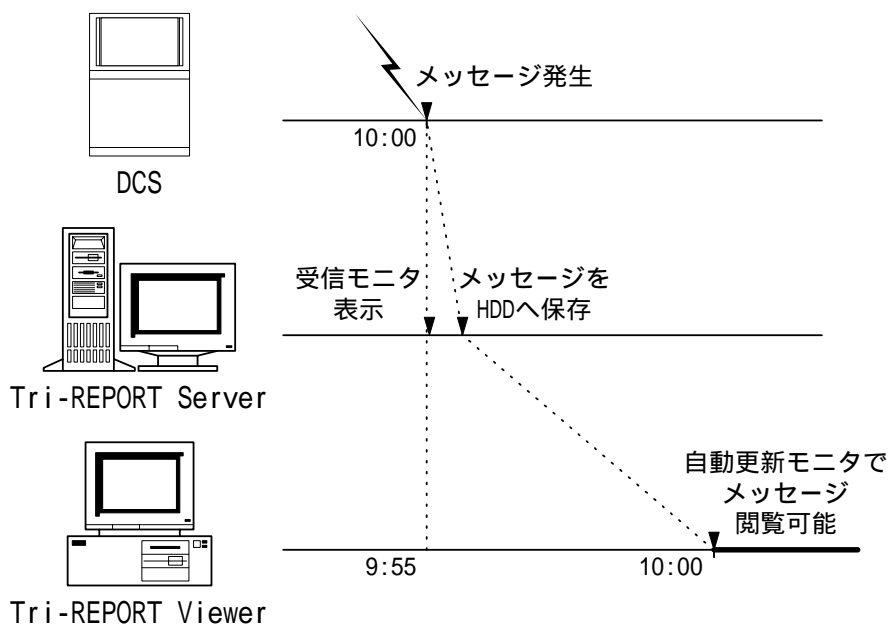 メッセージ発生
10:00
DCS
受信モニタ
表示
メッセージを
HDDへ保存
Tri-REPORT Server
自動更新モニタで
メッセージ
閲覧可能
9:55
10:00
Tri-REPORT Viewer